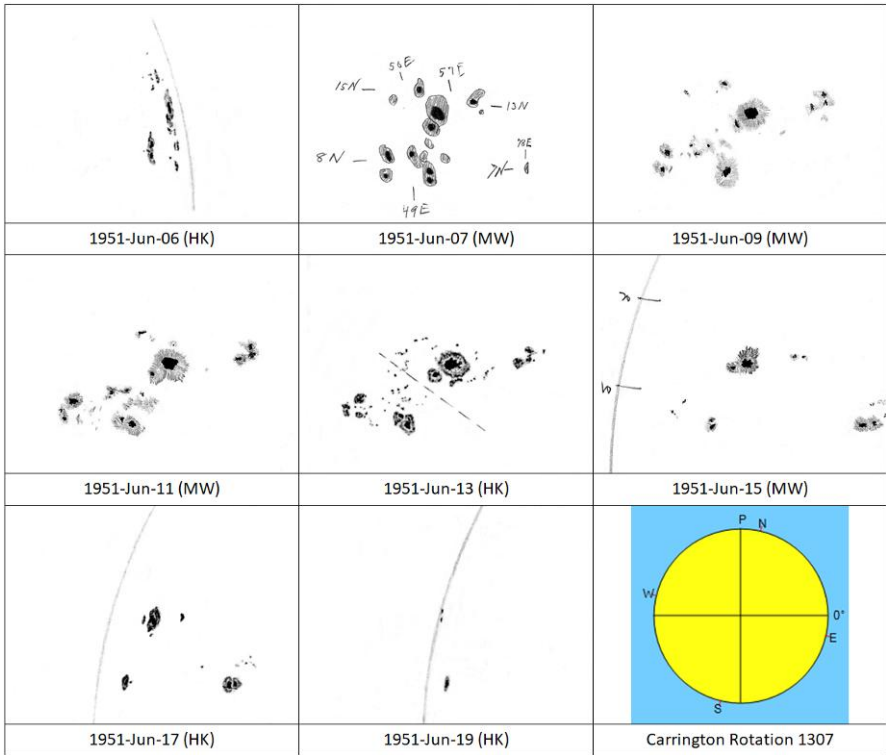 57E
15N
13N
8N
7N
49E
1951-Jun-06 (HK)
1951-Jun-07 (MW)
1951-Jun-09 (MW)
1951-Jun-11 (MW)
1951-Jun-13 (HK)
1951-Jun-15 (MW)
P
N
W
0°
E
S
1951-Jun-17 (HK)
1951-Jun-19 (HK)
Carrington Rotation 1307